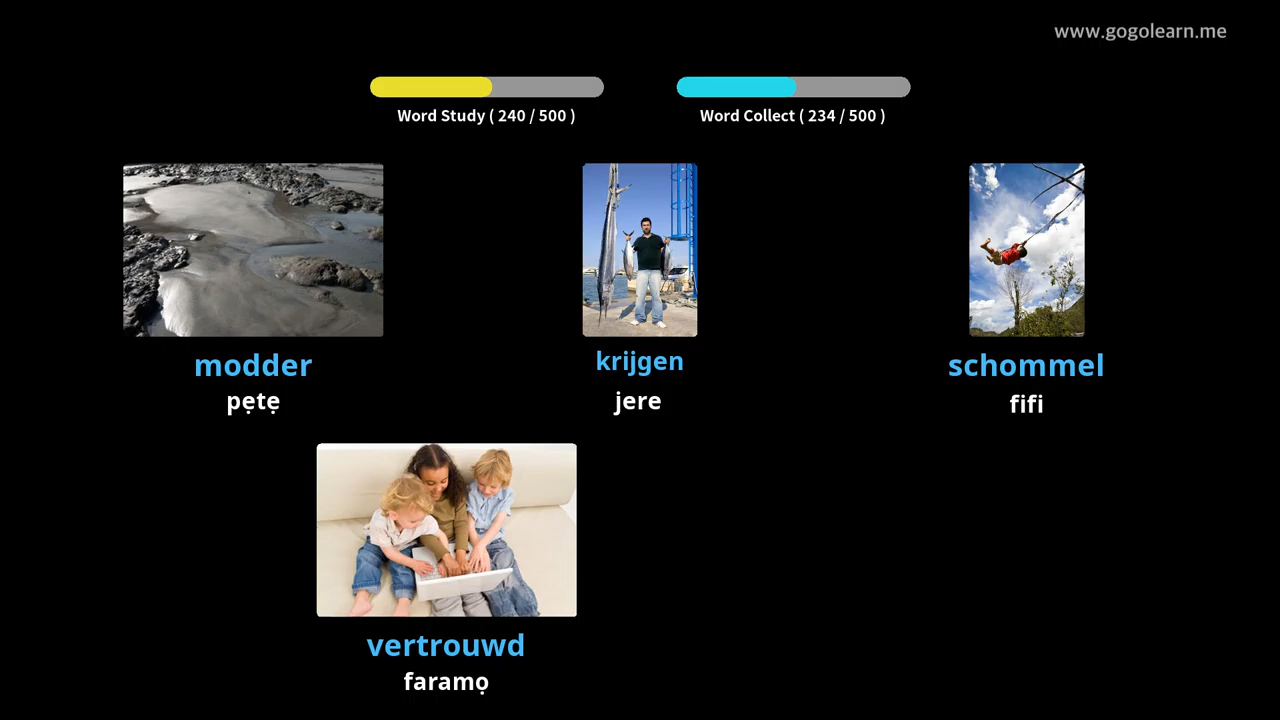 www.gogolearn.me
Word Study ( 240 / 500 )
Word Collect ( 234 / 500 )
modder
pẹtẹ
krijgen
jere
schommel
fifi
vertrouwd
faramọ